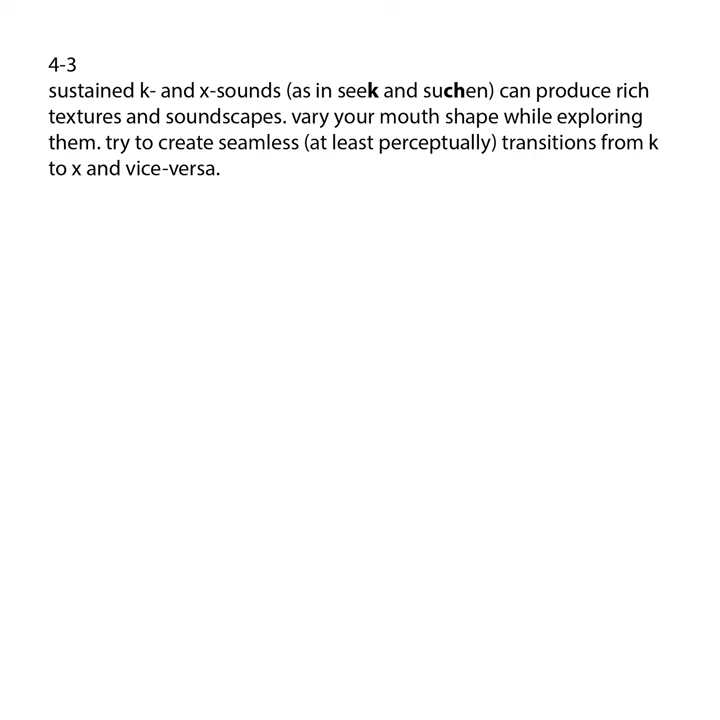 4-3
sustained k- and x-sounds (as in seek and suchen) can produce rich
textures and soundscapes. vary your mouth shape while exploring
them. try to create seamless (at least perceptually) transitions from k
to x and vice-versa.